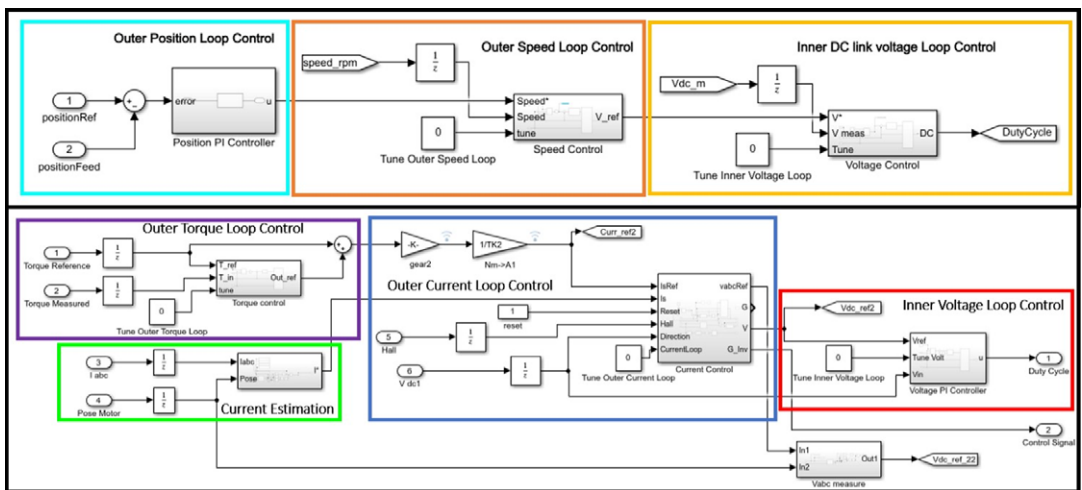 Outer Position Loop Control
Outer Speed Loop Control
Inner DC link voltage Loop Control
speed_rpm
1
z
Vdc_m
1
z
1
positionRef
+
-
error
u
Position PI Controller
2
positionFeed
Speed*
Speed
tune
V_ref
Speed Control
0
Tune Outer Speed Loop
V*
V meas
Tune
DC
Voltage Control
DutyCycle
0
Tune Inner Voltage Loop
Outer Torque Loop Control
1
Torque Reference
1
z
2
Torque Measured
1
z
T_ref
T_in
tune
Out_ref
Torque control
0
Tune Outer Torque Loop
+
-
-K-
gear2
1/TK2
Nm->A1
Curr_ref2
Outer Current Loop Control
IsRef
Is
Reset
Hall
Direction
CurrentLoop
vabcRef
G
V
G_Inv
Current Control
1
reset
5
Hall
1
z
6
V dc1
1
z
0
Tune Outer Current Loop
Vdc_ref2
Inner Voltage Loop Control
Vref
Tune Volt
Vin
u
Voltage PI Controller
0
Tune Inner Voltage Loop
1
Duty Cycle
3
I abc
1
z
4
Pose Motor
1
z
Iabc
Pose
I*
Current Estimation
2
Control Signal
In1
In2
Out1
Vabc measure
Vdc_ref_22